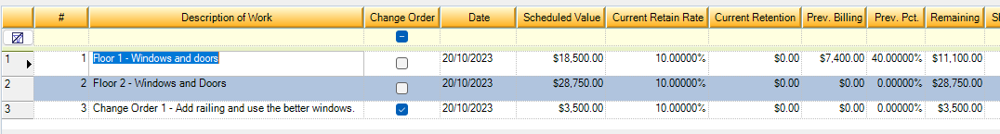 # Description of Work Change Order Date Scheduled Value Current Retain Rate Current Retention Prev. Billing Prev. Pct. Remaining
1 1 Floor 1 - Windows and doors 20/10/2023 $18,500.00 10.00000% $0.00 $7,400.00 40.00000% $11,100.00
2 2 Floor 2 - Windows and Doors 20/10/2023 $28,750.00 10.00000% $0.00 $0.00 0.00000% $28,750.00
3 3 Change Order 1 - Add railing and use the better windows. 20/10/2023 $3,500.00 10.00000% $0.00 $0.00 0.00000% $3,500.00